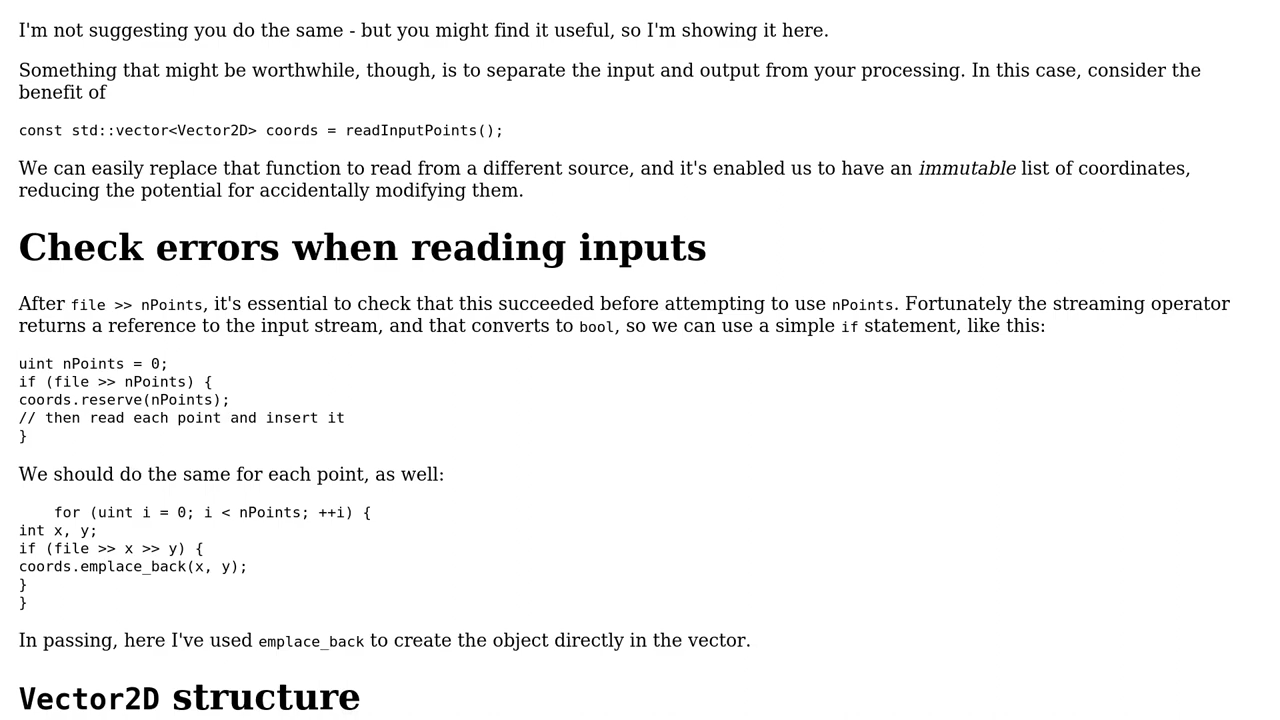 I'm not suggesting you do the same - but you might find it useful, so I'm showing it here.
Something that might be worthwhile, though, is to separate the input and output from your processing. In this case, consider the
benefit of
const std::vector<Vector2D> coords = readInputPoints();
We can easily replace that function to read from a different source, and it's enabled us to have an immutable list of coordinates,
reducing the potential for accidentally modifying them.
Check errors when reading inputs
After file >> nPoints, it's essential to check that this succeeded before attempting to use nPoints. Fortunately the streaming operator
returns a reference to the input stream, and that converts to bool, so we can use a simple if statement, like this:
uint nPoints = 0;
if (file >> nPoints) {
coords.reserve(nPoints);
// then read each point and insert it
}
We should do the same for each point, as well:
    for (uint i = 0; i < nPoints; ++i) {
int x, y;
if (file >> x >> y) {
coords.emplace_back(x, y);
}
}
In passing, here I've used emplace_back to create the object directly in the vector.
Vector2D structure